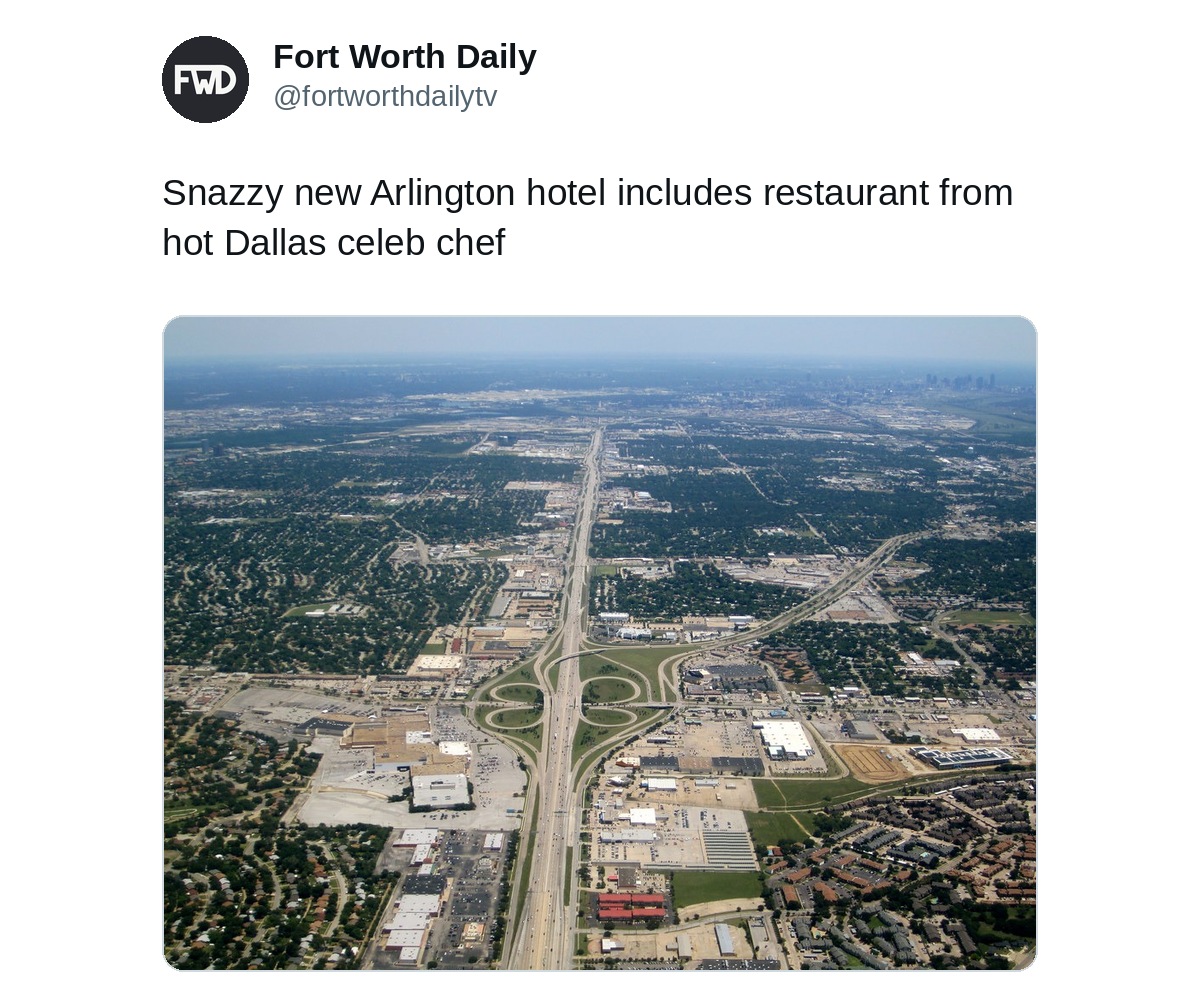 FWD
Fort Worth Daily
@fortworthdailytv
Snazzy new Arlington hotel includes restaurant from
hot Dallas celeb chef